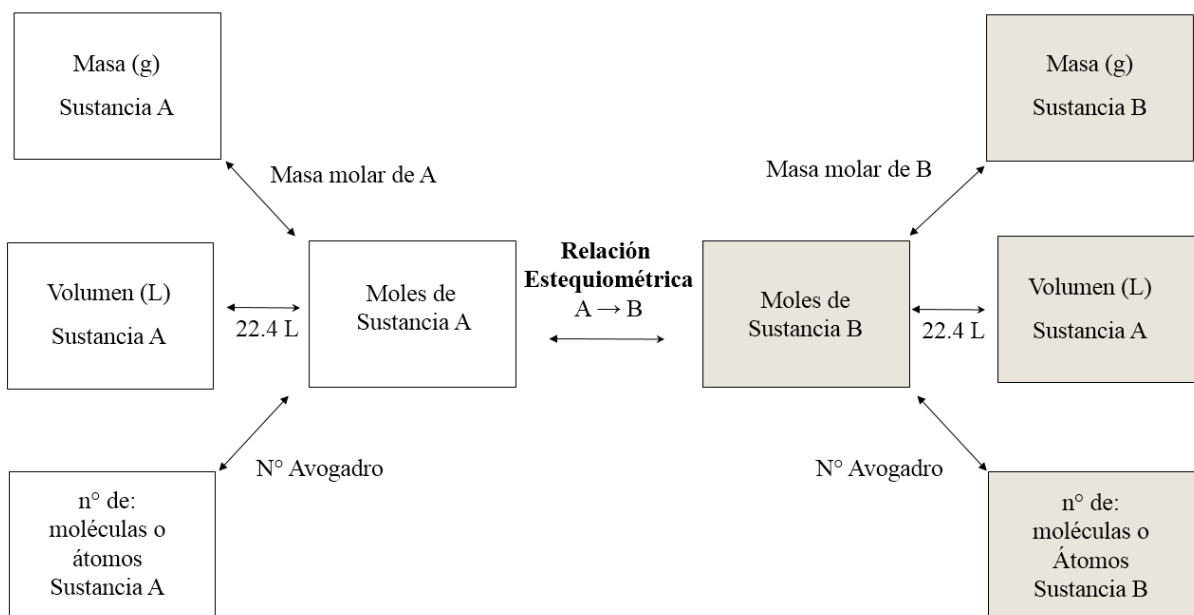 Masa (g)
Sustancia A
Masa (g)
Sustancia B
Masa molar de A
Masa molar de B
Volumen (L)
Sustancia A
22.4 L
Moles de
Sustancia A
Relación
Estequiométrica
A → B
Moles de
Sustancia B
22.4 L
Volumen (L)
Sustancia A
N° Avogadro
N° Avogadro
n° de:
moléculas o
átomos
Sustancia A
n° de:
moléculas o
Átomos
Sustancia B